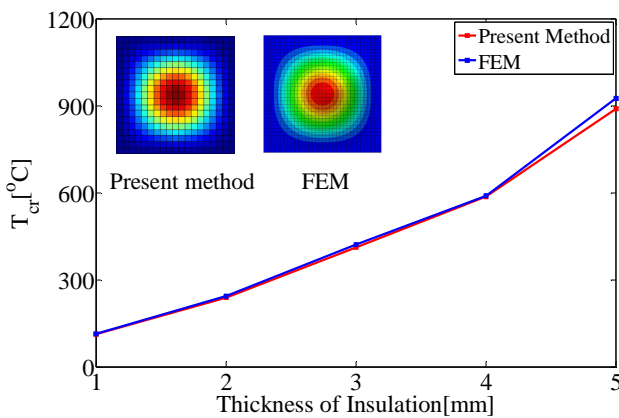 1200
900
600
300
0
T_cr[°C]
Present method
FEM
Present Method
FEM
1
2
3
4
5
Thickness of Insulation[mm]